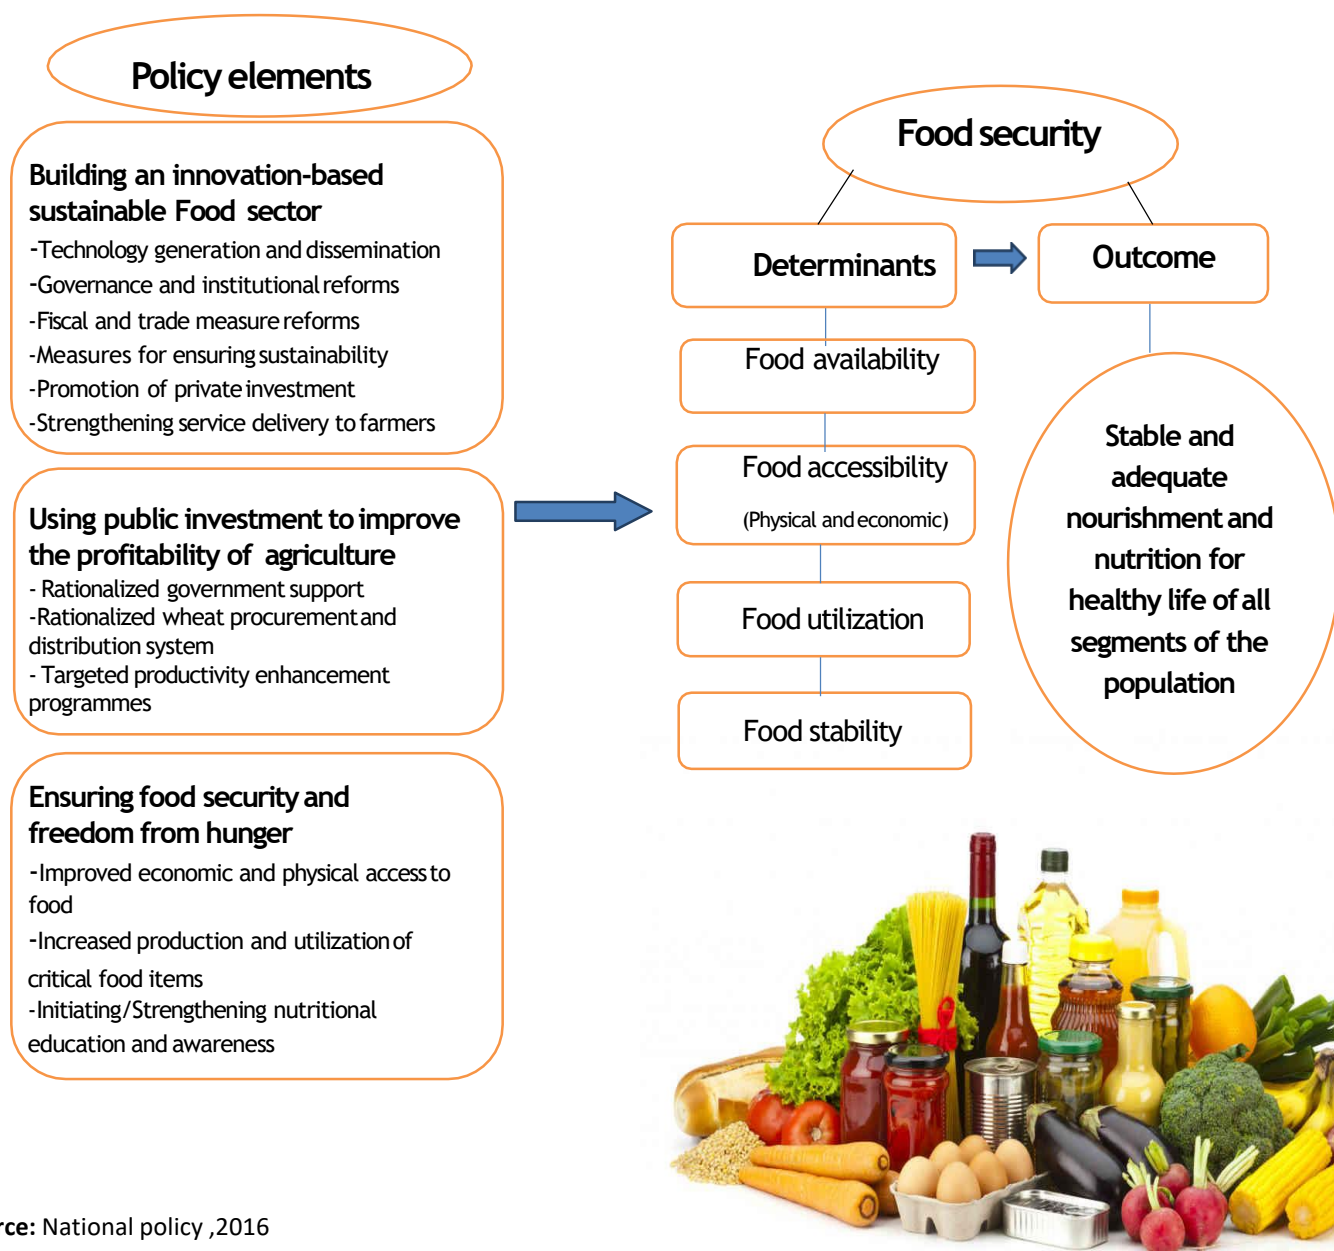 Policy elements
Building an innovation-based
sustainable Food sector
-Technology generation and dissemination
-Governance and institutional reforms
-Fiscal and trade measure reforms
-Measures for ensuring sustainability
-Promotion of private investment
-Strengthening service delivery to farmers
Using public investment to improve
the profitability of agriculture
- Rationalized government support
-Rationalized wheat procurement and
distribution system
- Targeted productivity enhancement
programmes
Ensuring food security and
freedom from hunger
-Improved economic and physical access to
food
-Increased production and utilization of
critical food items
-Initiating/Strengthening nutritional
education and awareness
Food security
Determinants
Outcome
Food availability
Food accessibility
(Physical and economic)
Food utilization
Food stability
Stable and
adequate
nourishment and
nutrition for
healthy life of all
segments of the
population
rce: National policy ,2016